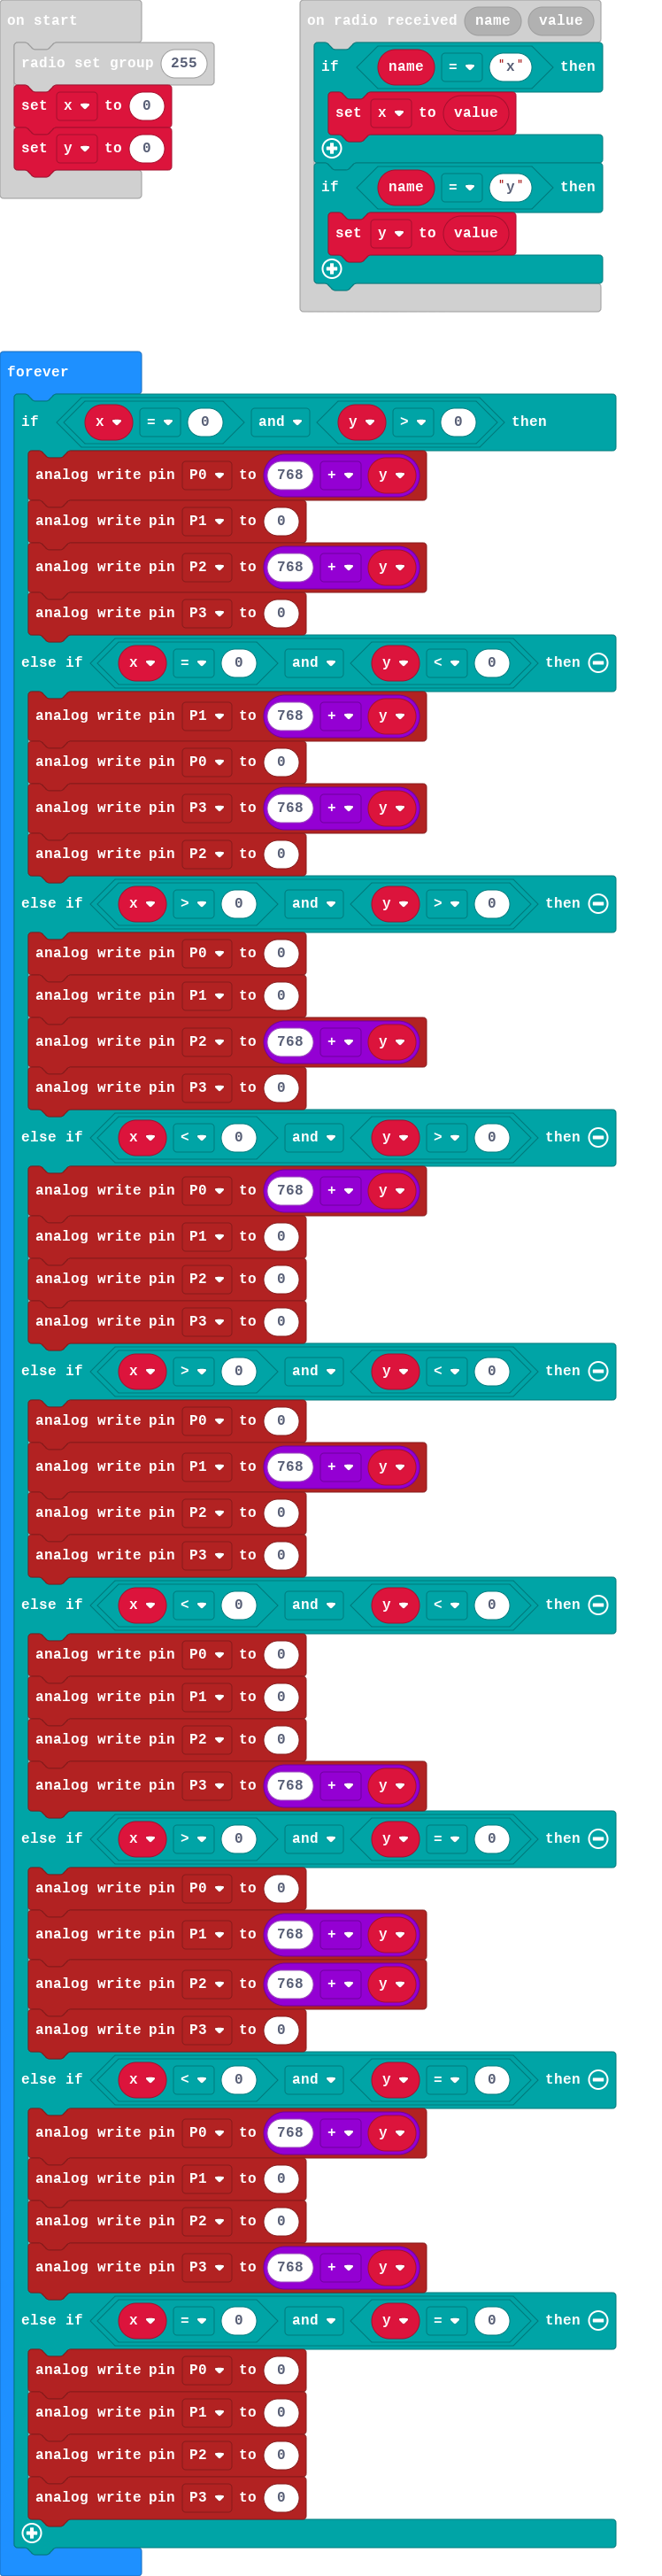 on start
radio set group 255
set x to 0
set y to 0
on radio received name value
if name = "x" then
set x to value
if name = "y" then
set y to value
forever
if x = 0 and y > 0 then
analog write pin P0 to 768 + y
analog write pin P1 to 0
analog write pin P2 to 768 + y
analog write pin P3 to 0
else if x = 0 and y < 0 then
analog write pin P1 to 768 + y
analog write pin P0 to 0
analog write pin P3 to 768 + y
analog write pin P2 to 0
else if x > 0 and y > 0 then
analog write pin P0 to 0
analog write pin P1 to 0
analog write pin P2 to 768 + y
analog write pin P3 to 0
else if x < 0 and y > 0 then
analog write pin P0 to 768 + y
analog write pin P1 to 0
analog write pin P2 to 0
analog write pin P3 to 0
else if x > 0 and y < 0 then
analog write pin P0 to 0
analog write pin P1 to 768 + y
analog write pin P2 to 0
analog write pin P3 to 0
else if x < 0 and y < 0 then
analog write pin P0 to 0
analog write pin P1 to 0
analog write pin P2 to 0
analog write pin P3 to 768 + y
else if x > 0 and y = 0 then
analog write pin P0 to 0
analog write pin P1 to 768 + y
analog write pin P2 to 768 + y
analog write pin P3 to 0
else if x < 0 and y = 0 then
analog write pin P0 to 768 + y
analog write pin P1 to 0
analog write pin P2 to 0
analog write pin P3 to 768 + y
else if x = 0 and y = 0 then
analog write pin P0 to 0
analog write pin P1 to 0
analog write pin P2 to 0
analog write pin P3 to 0